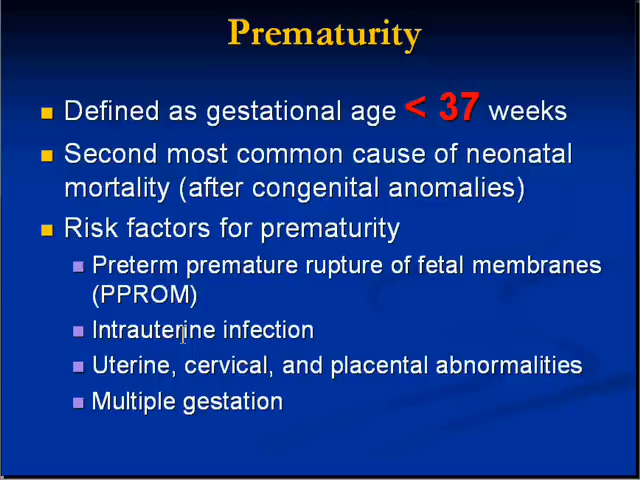 Prematurity
Defined as gestational age < 37 weeks
Second most common cause of neonatal
mortality (after congenital anomalies)
Risk factors for prematurity
Preterm premature rupture of fetal membranes
(PPROM)
Intrauterine infection
Uterine, cervical, and placental abnormalities
Multiple gestation